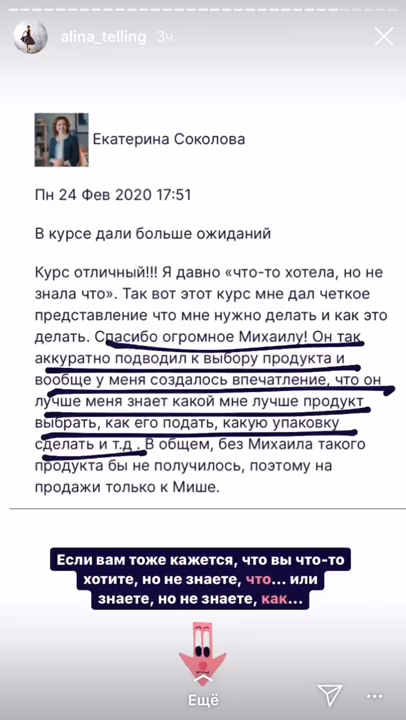 alina_telling 3ч.
Екатерина Соколова
Пн 24 Фев 2020 17:51
В курсе дали больше ожиданий
Курс отличный!!! Я давно «что-то хотела, но не
знала что». Так вот этот курс мне дал четкое
представление что мне нужно делать и как это
делать. Спасибо огромное Михаилу! Он так
аккуратно подводил к выбору продукта и
вообще у меня создалось впечатление, что он
лучше меня знает какой мне лучше продукт
выбрать, как его подать, какую упаковку
сделать и т.д . В общем, без Михаила такого
продукта бы не получилось, поэтому на
продажи только к Мише.
Если вам тоже кажется, что вы что-то
хотите, но не знаете, что... или
знаете, но не знаете, как...
Ещё